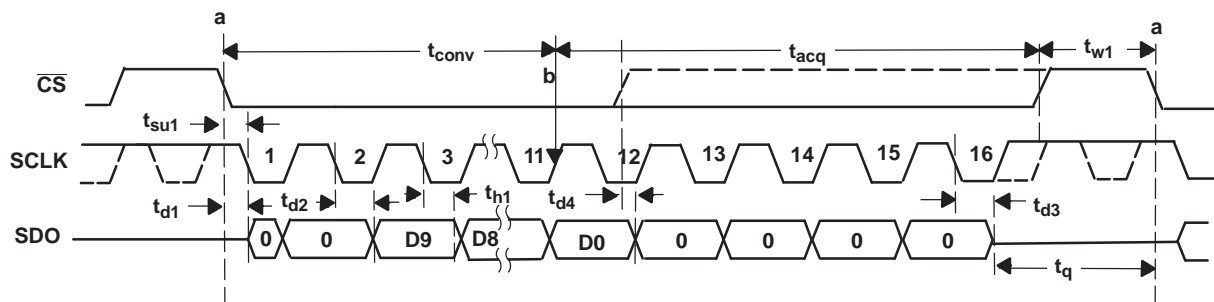 a a
t_conv t_acq t_w1
b
CS
t_su1
SCLK 1 2 3 11 12 13 14 15 16
t_d1 t_d2 t_h1 t_d4 t_d3
SDO 0 0 D9 D8 D0 0 0 0 0
t_q